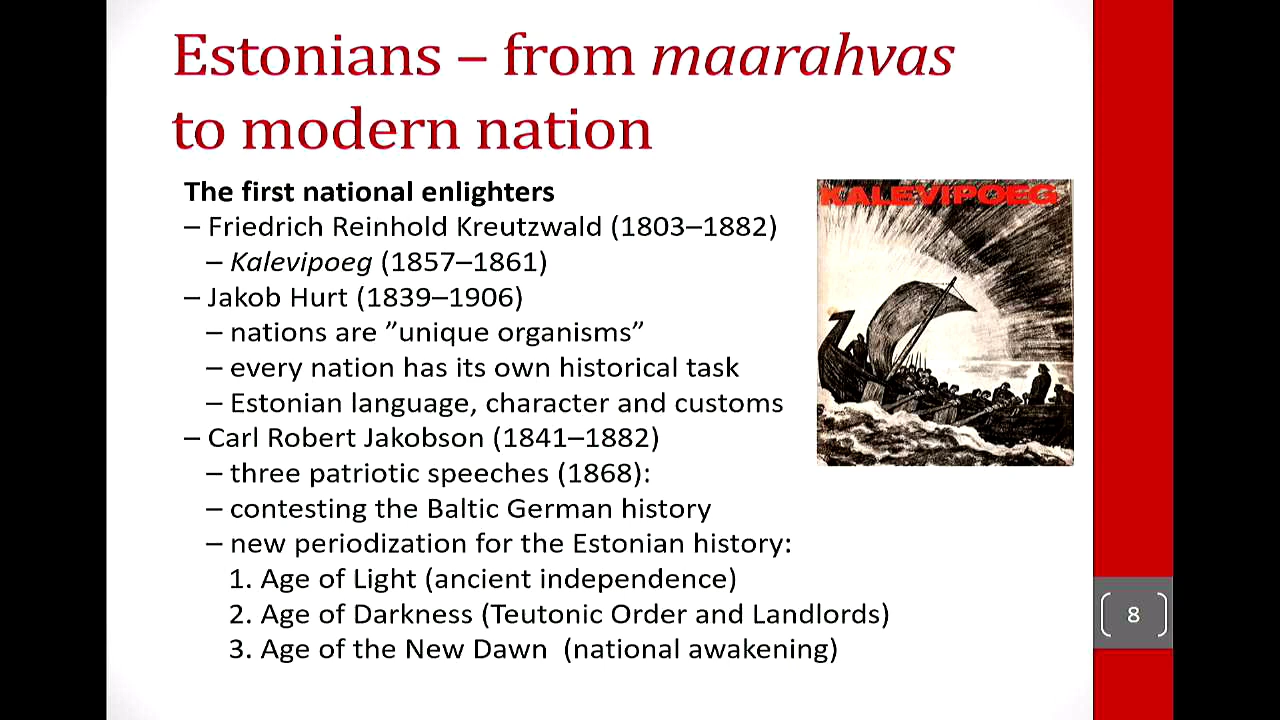 Estonians – from maarahvas
to modern nation
The first national enlighters
– Friedrich Reinhold Kreutzwald (1803–1882)
– Kalevipoeg (1857–1861)
– Jakob Hurt (1839–1906)
– nations are ”unique organisms”
– every nation has its own historical task
– Estonian language, character and customs
– Carl Robert Jakobson (1841–1882)
– three patriotic speeches (1868):
– contesting the Baltic German history
– new periodization for the Estonian history:
1. Age of Light (ancient independence)
2. Age of Darkness (Teutonic Order and Landlords)
3. Age of the New Dawn (national awakening)
KALEVIPOEG
8